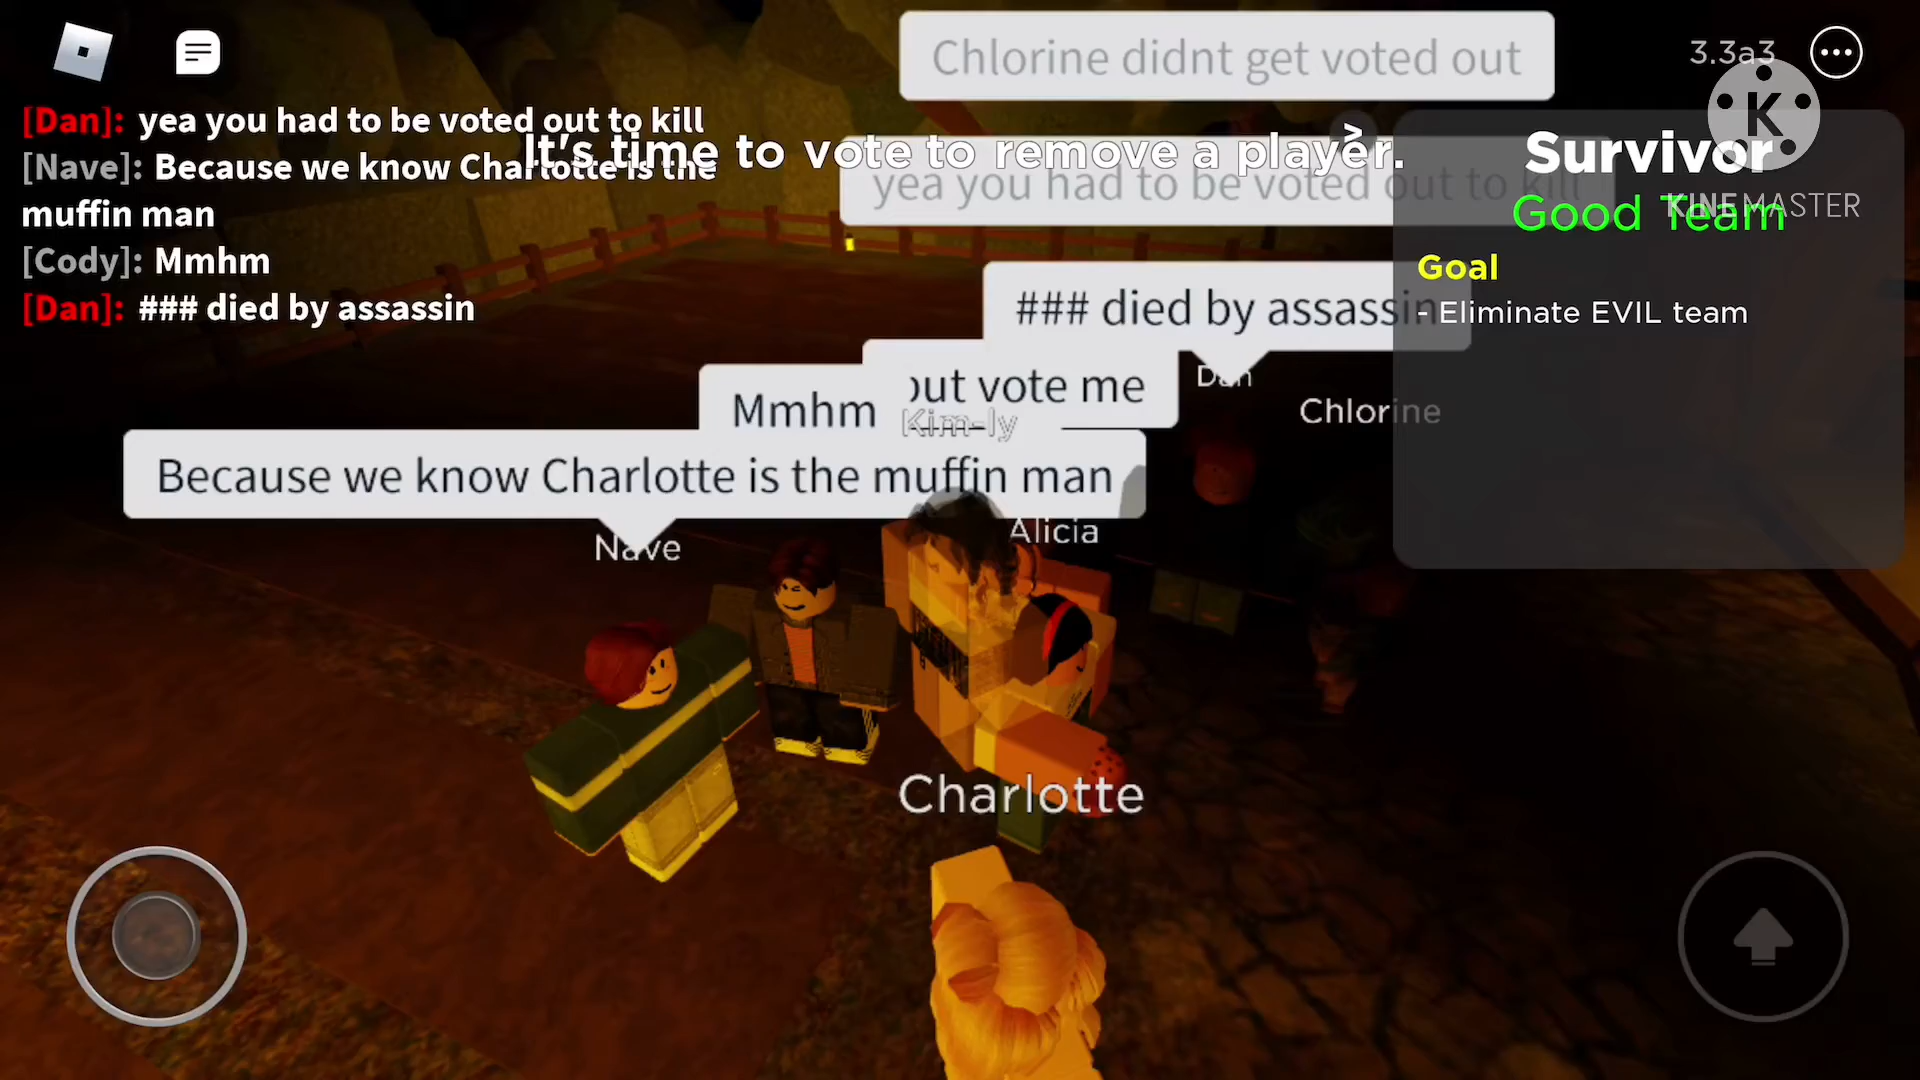 Chlorine didnt get voted out
3.3a3
[Dan]: yea you had to be voted out to kill
[Nave]: Because we know Charlotte is the
muffin man
[Cody]: Mmhm
[Dan]: ### died by assassin
It's time to vote to remove a player.
yea you had to be voted out to kill
Survivor
Good Team
K
KINEMASTER
Goal
- Eliminate EVIL team
### died by assassin
out vote me
Mmhm
Because we know Charlotte is the muffin man
Dan
Chlorine
Kim-ly
Alicia
Nave
Charlotte